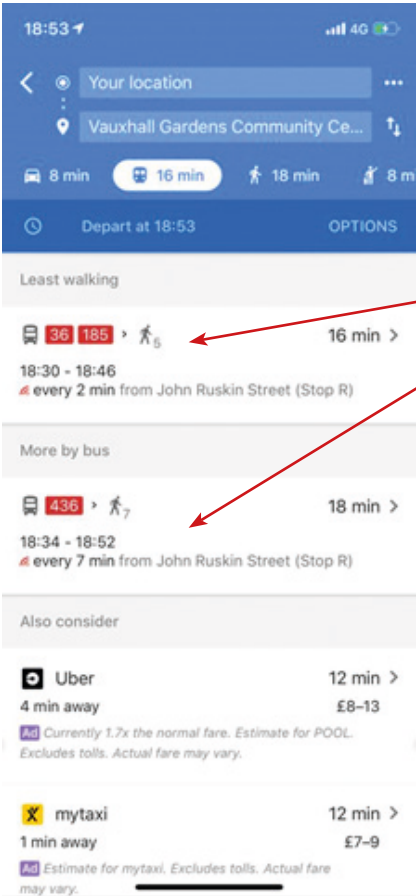 18:53 4G
Your location
Vauxhall Gardens Community Ce...
8 min 16 min 18 min 8 m
Depart at 18:53 OPTIONS
Least walking
36 185 5 16 min
18:30 - 18:46
every 2 min from John Ruskin Street (Stop R)
More by bus
436 7 18 min
18:34 - 18:52
every 7 min from John Ruskin Street (Stop R)
Also consider
Uber 12 min
4 min away £8–13
Ad Currently 1.7x the normal fare. Estimate for POOL.
Excludes tolls. Actual fare may vary.
mytaxi 12 min
1 min away £7–9
Ad Estimate for mytaxi. Excludes tolls. Actual fare
may vary.